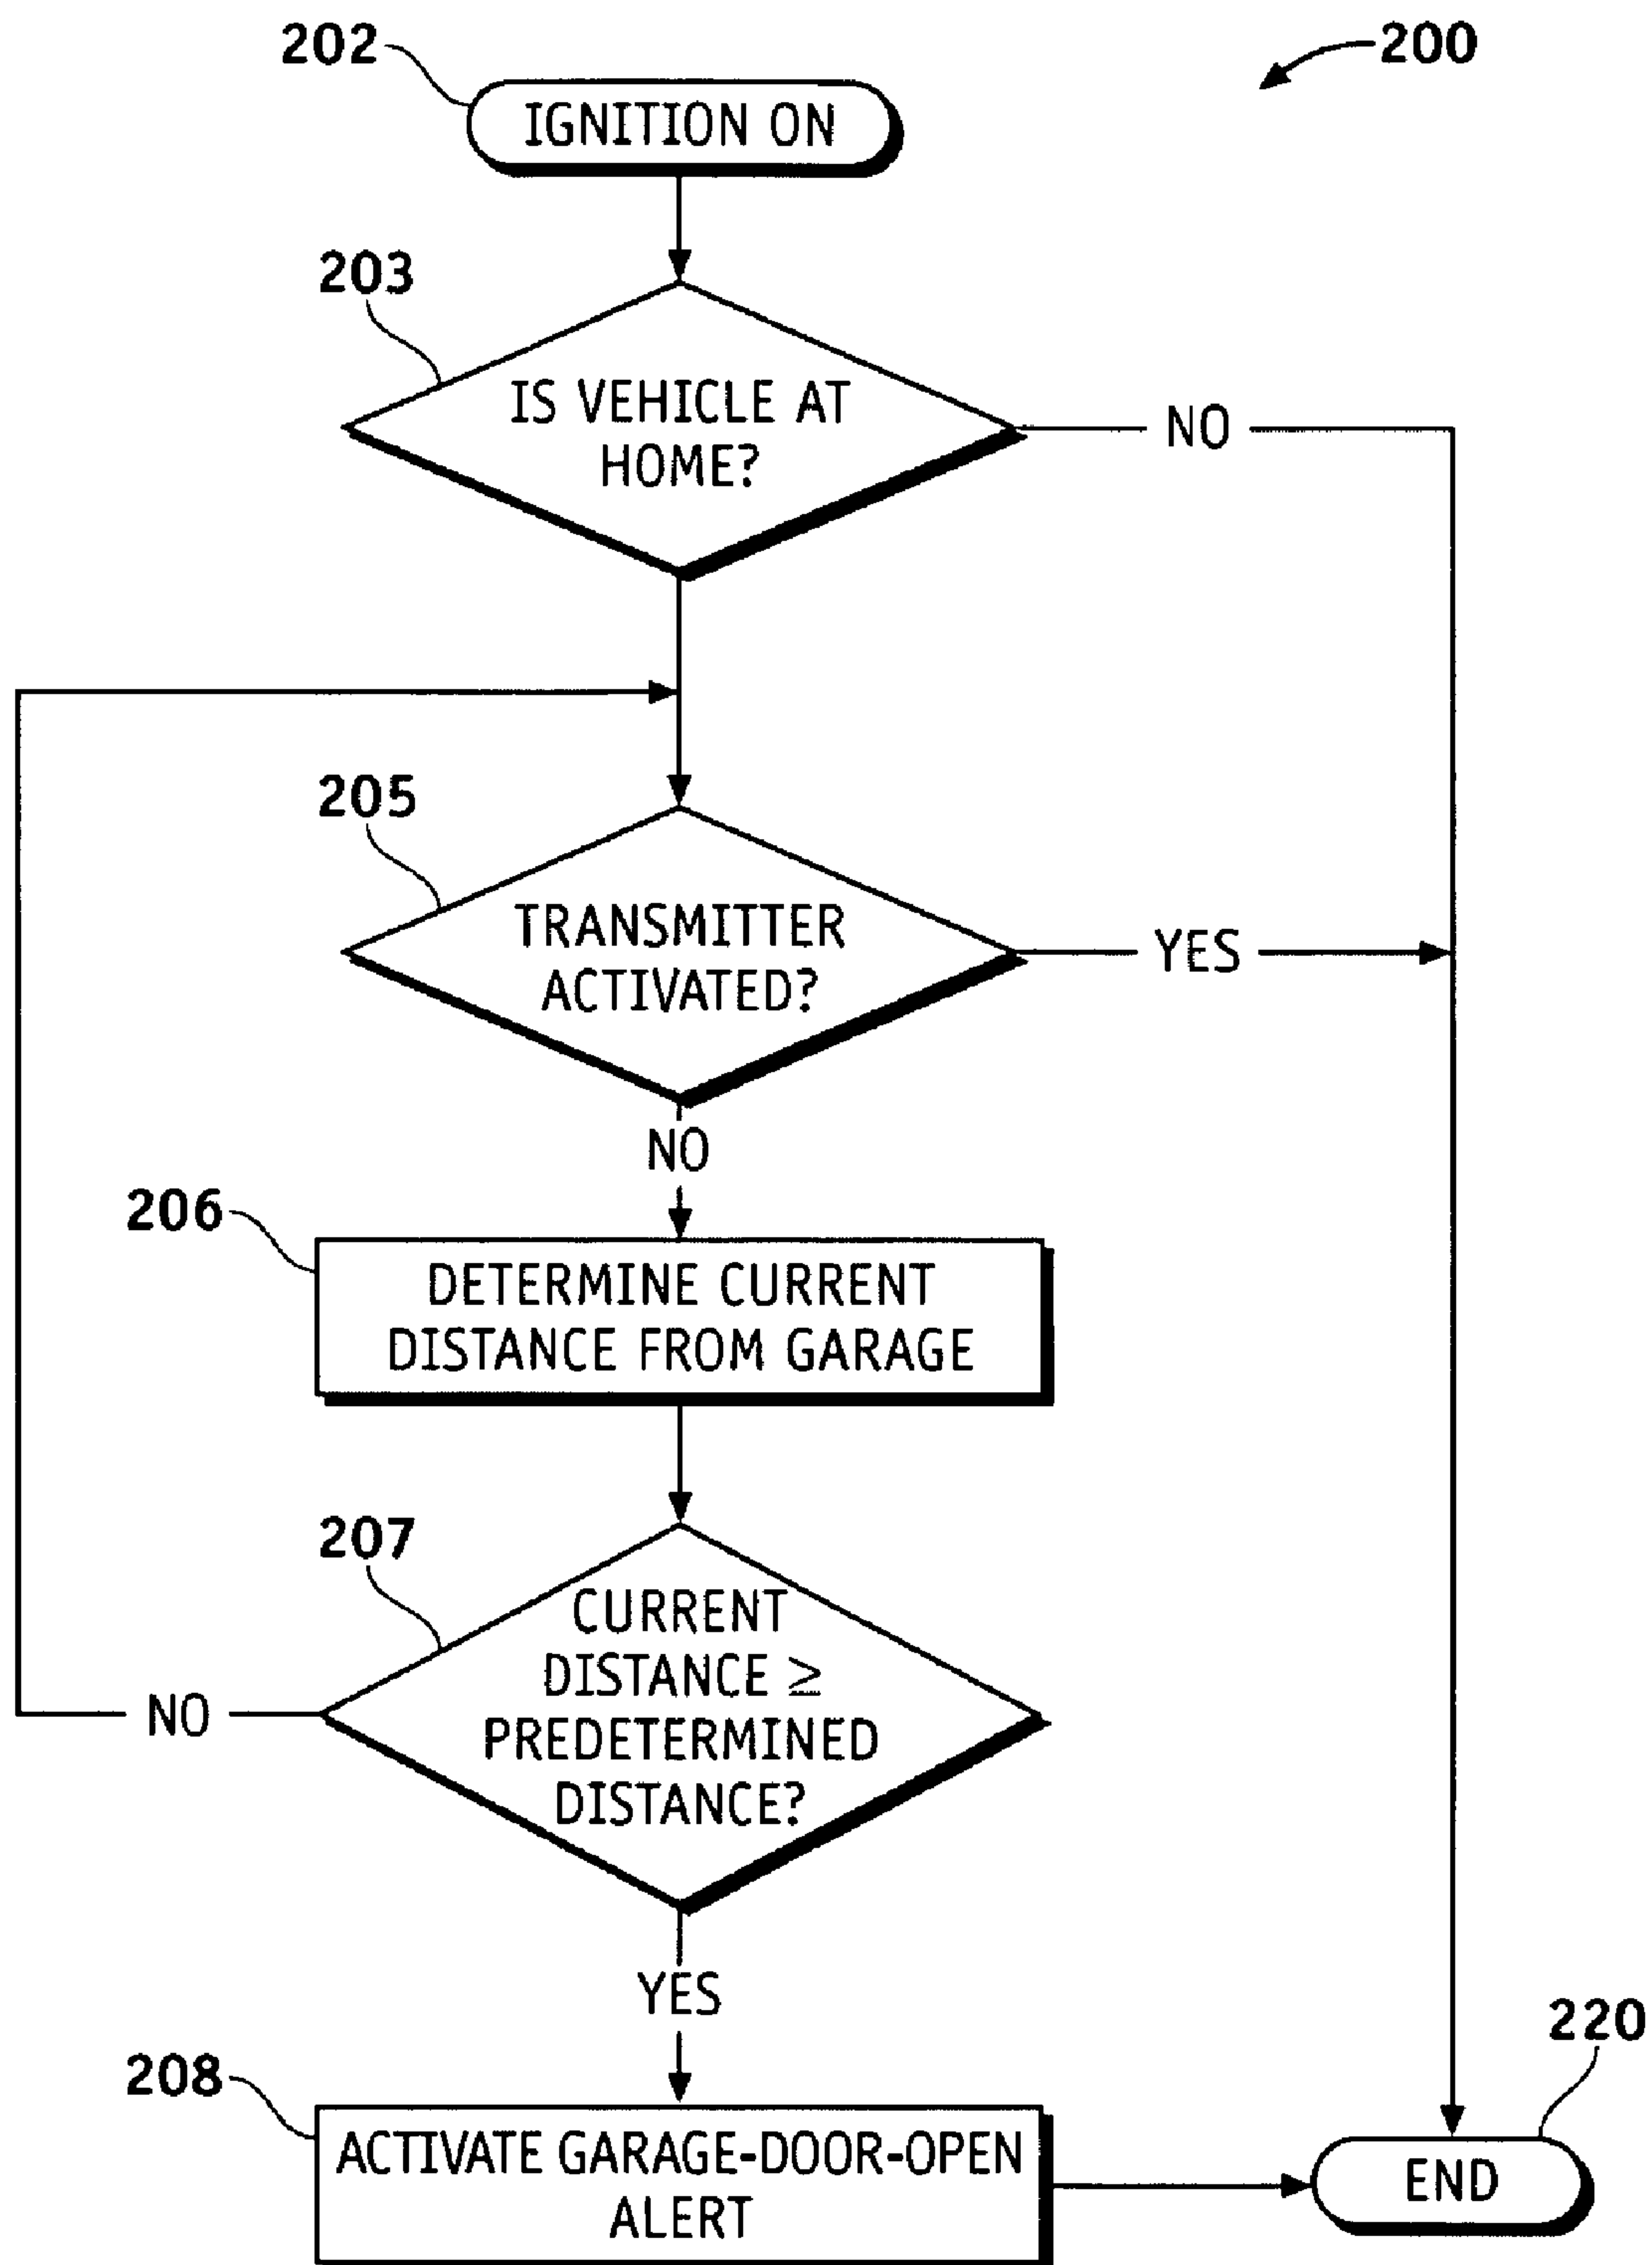 202
200
IGNITION ON
203
IS VEHICLE AT
HOME?
NO
205
TRANSMITTER
ACTIVATED?
YES
NO
206
DETERMINE CURRENT
DISTANCE FROM GARAGE
207
CURRENT
DISTANCE ≥
PREDETERMINED
DISTANCE?
NO
YES
220
208
ACTIVATE GARAGE-DOOR-OPEN
ALERT
END